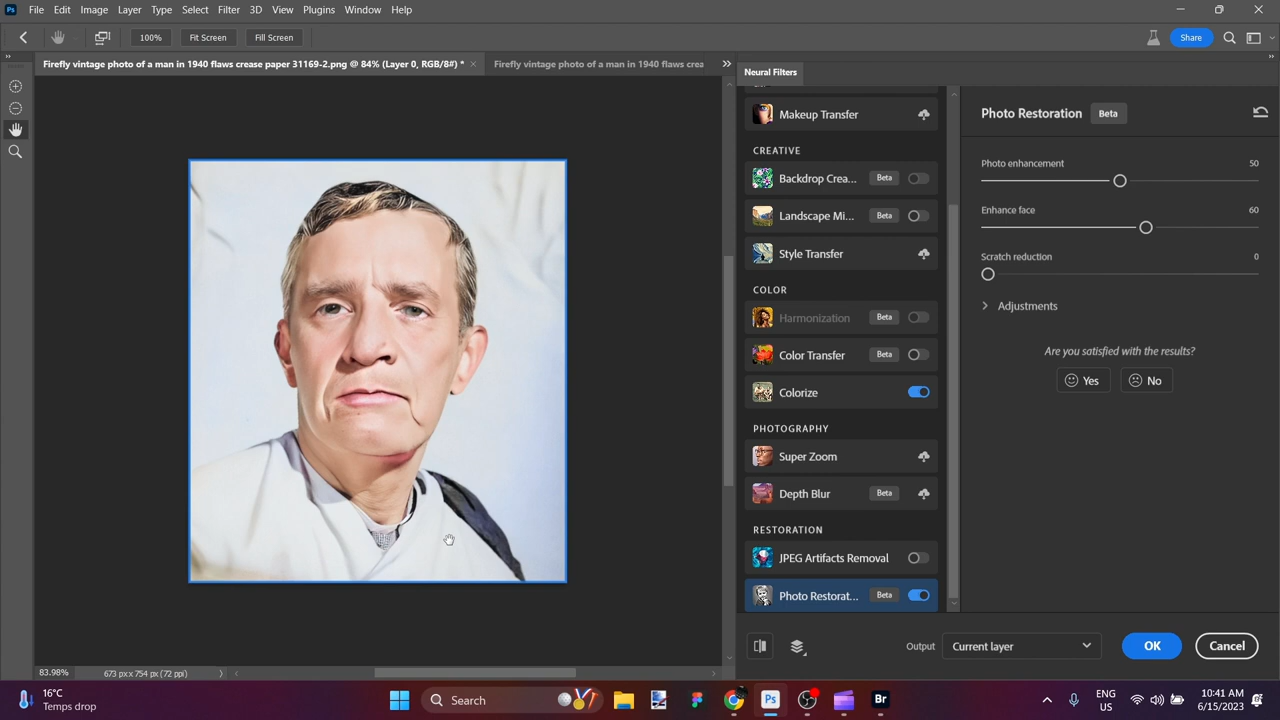 Ps File Edit Image Layer Type Select Filter 3D View Plugins Window Help
100% Fit Screen Fill Screen Share
Firefly vintage photo of a man in 1940 flaws crease paper 31169-2.png @ 84% (Layer 0, RGB/8#) * × Firefly vintage photo of a man in 1940 flaws crea
Neural Filters
Makeup Transfer
CREATIVE
Backdrop Crea... Beta
Landscape Mi... Beta
Style Transfer
COLOR
Harmonization Beta
Color Transfer Beta
Colorize
PHOTOGRAPHY
Super Zoom
Depth Blur Beta
RESTORATION
JPEG Artifacts Removal
Photo Restorat... Beta
Photo Restoration Beta
Photo enhancement 50
Enhance face 60
Scratch reduction 0
Adjustments
Are you satisfied with the results?
Yes No
Output Current layer OK Cancel
83.98% 673 px x 754 px (72 ppi)
16°C
Temps drop
Search
Ps Br
ENG
US
10:41 AM
6/15/2023